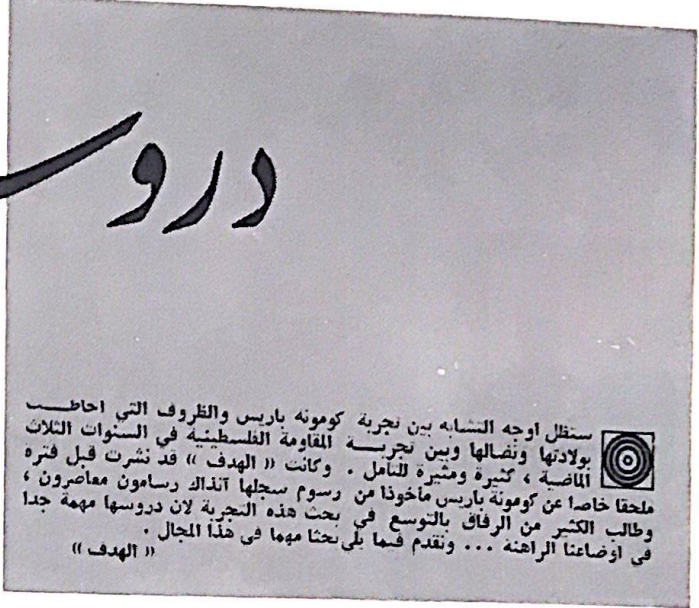 دروس
ستظل اوجه التشابه بين تجربة كومونه باريس والظروف التي احاطت
بولادتها ونضالها وبين تجربة المقاومة الفلسطينية في السنوات الثلاث
الماضية ، كثيرة ومثيرة للتأمل . وكانت (( الهدف )) قد نشرت قبل فتره
ملحقا خاصا عن كومونة باريس ماخوذا من رسوم سجلها آنذاك رسامون معاصرون ،
وطالب الكثير من الرفاق بالتوسع في بحث هذه التجربة لان دروسها مهمة جدا
في اوضاعنا الراهنة ... ونقدم فيما يلي بحثا مهما في هذا المجال .
(( الهدف ))